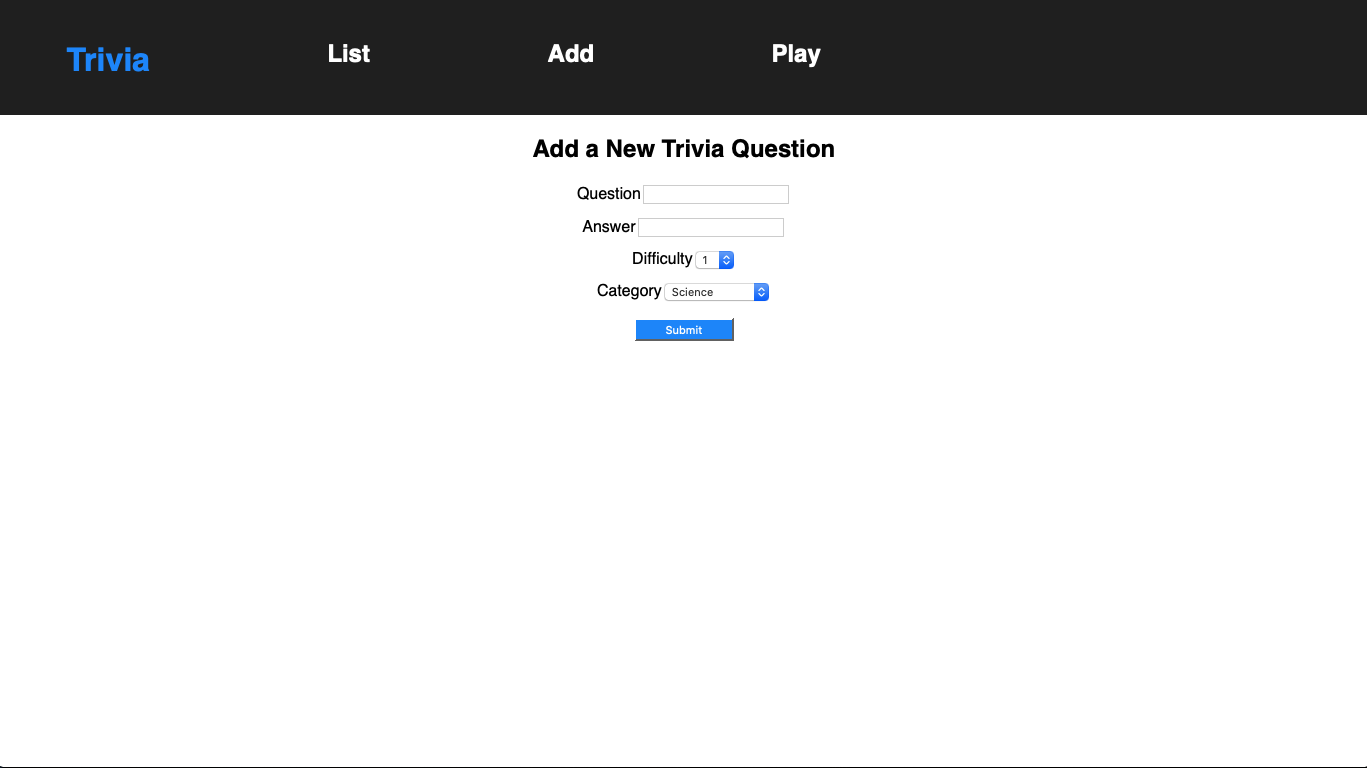 Trivia List Add Play
Add a New Trivia Question
Question
Answer
Difficulty 1
Category Science
Submit